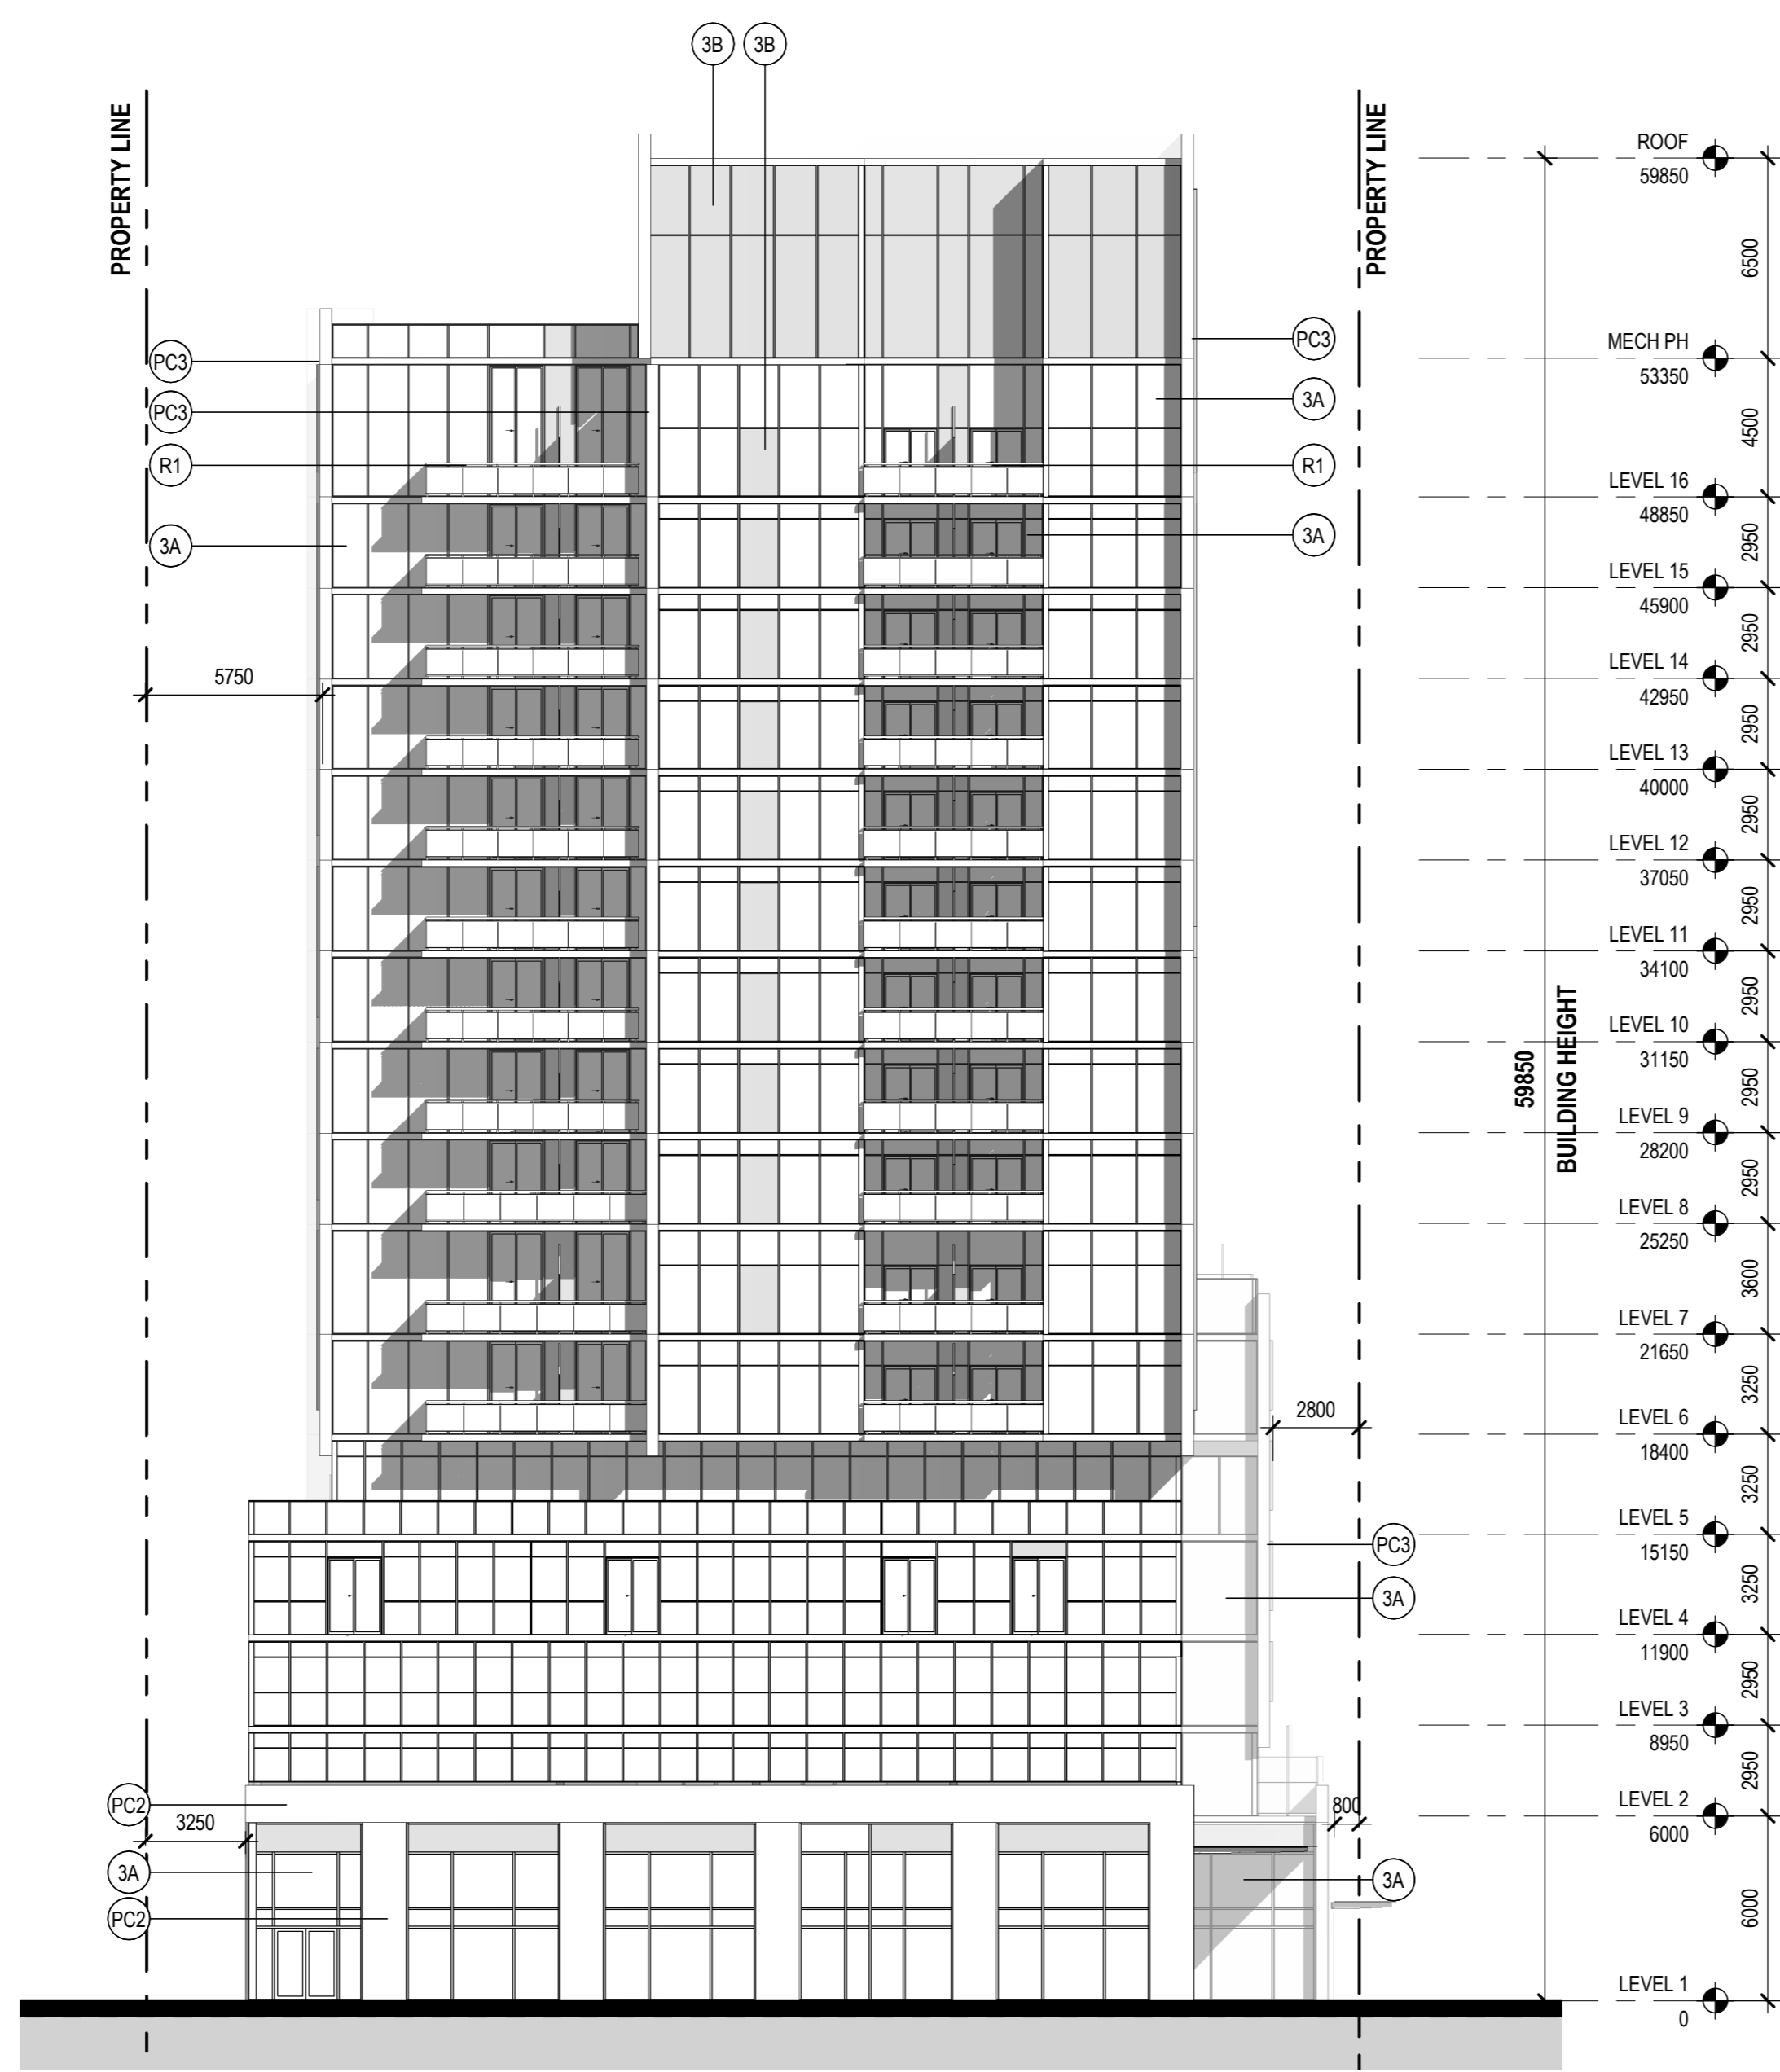 3B 3B
PROPERTY LINE
PROPERTY LINE
ROOF
59850
6500
MECH PH
53350
PC3
PC3
3A
PC3
4500
R1
R1
LEVEL 16
48850
3A
3A
2950
LEVEL 15
45900
2950
LEVEL 14
42950
5750
2950
LEVEL 13
40000
2950
LEVEL 12
37050
2950
LEVEL 11
34100
2950
LEVEL 10
31150
59850
BUILDING HEIGHT
2950
LEVEL 9
28200
2950
LEVEL 8
25250
3600
LEVEL 7
21650
3250
2800
LEVEL 6
18400
3250
LEVEL 5
15150
PC3
3A
3250
LEVEL 4
11900
2950
LEVEL 3
8950
2950
LEVEL 2
6000
PC2
800
3250
3A
3A
PC2
6000
LEVEL 1
0